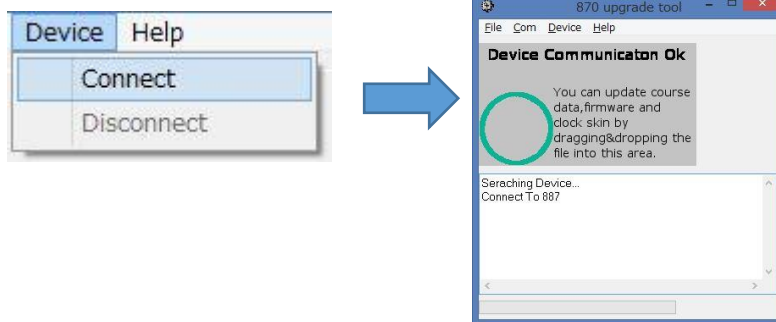 Device Help
Connect
Disconnect
870 upgrade tool
File Com Device Help
Device Communicaton Ok
You can update course
data,firmware and
clock skin by
dragging&dropping the
file into this area.
Seraching Device...
Connect To 887